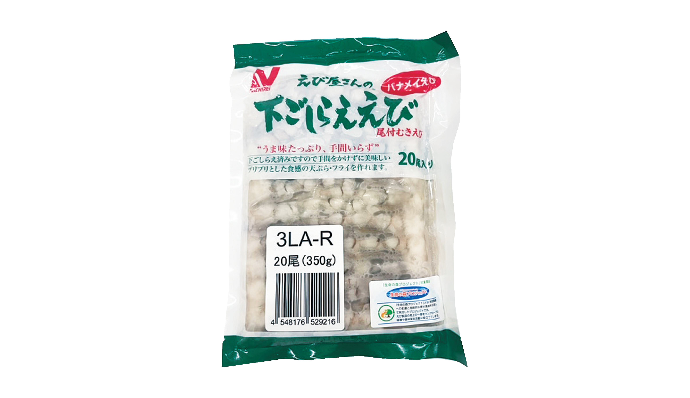 えび屋さんの
バナメイえび
下ごしらええび
尾付むきえび
"うま味たっぷり、手間いらず"
下ごしらえ済みですので手間をかけずに美味しい
プリプリとした食感の天ぷら・フライを作れます。
20尾入り
3LA-R
20尾(350g)
4 548176 529216